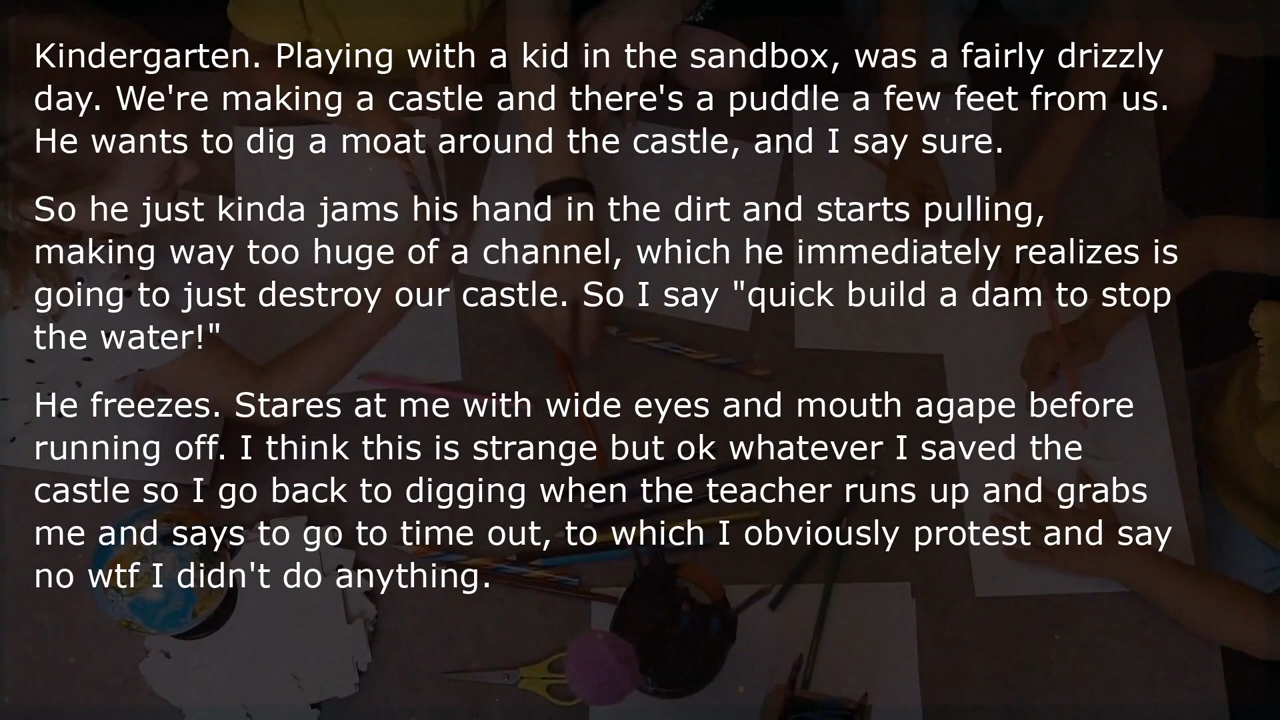 Kindergarten. Playing with a kid in the sandbox, was a fairly drizzly
day. We're making a castle and there's a puddle a few feet from us.
He wants to dig a moat around the castle, and I say sure.
So he just kinda jams his hand in the dirt and starts pulling,
making way too huge of a channel, which he immediately realizes is
going to just destroy our castle. So I say "quick build a dam to stop
the water!"
He freezes. Stares at me with wide eyes and mouth agape before
running off. I think this is strange but ok whatever I saved the
castle so I go back to digging when the teacher runs up and grabs
me and says to go to time out, to which I obviously protest and say
no wtf I didn't do anything.